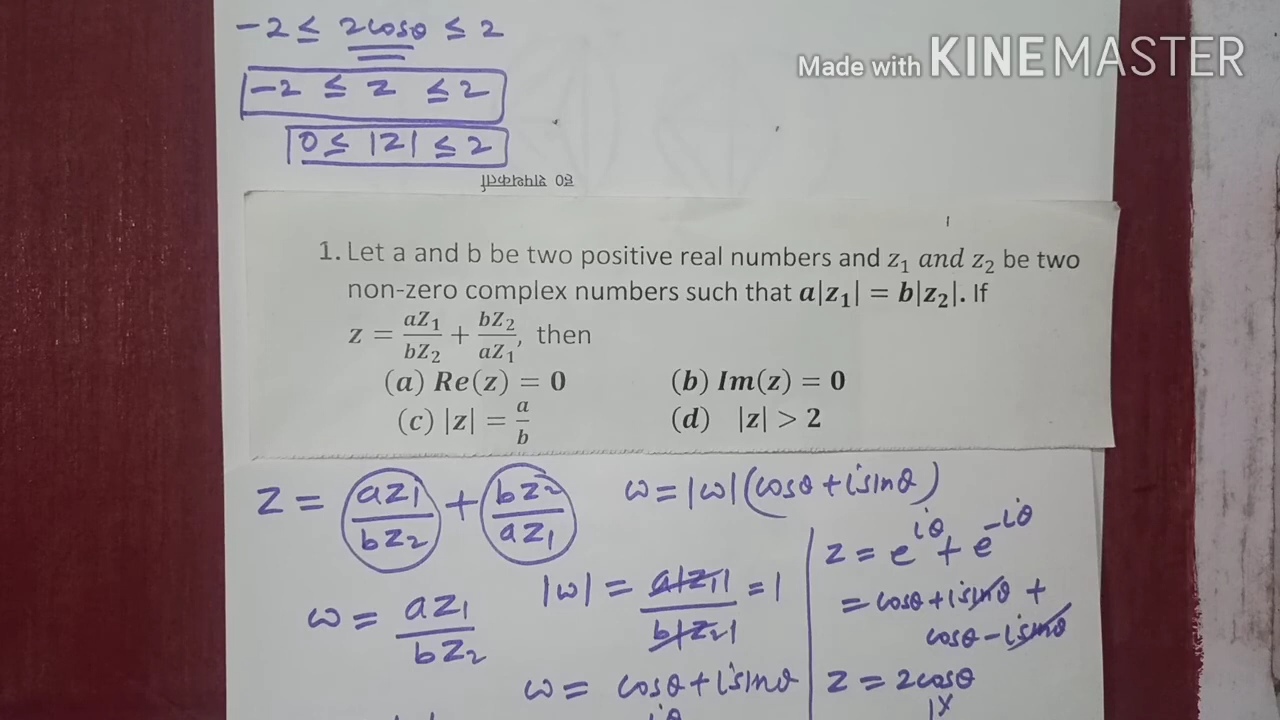 -2 ≤ 2cosθ ≤ 2
-2 ≤ z ≤ 2
0 ≤ |z| ≤ 2
Made with KINEMASTER
1. Let a and b be two positive real numbers and z₁ and z₂ be two
non-zero complex numbers such that a|z₁| = b|z₂|. If
z = aZ₁/bZ₂ + bZ₂/aZ₁, then
(a) Re(z) = 0 (b) Im(z) = 0
(c) |z| = a/b (d) |z| > 2
z = az₁/bz₂ + bz₂/az₁
ω = az₁/bz₂
ω = |ω|(cosθ + isinθ)
|ω| = a|z₁|/b|z₂| = 1
ω = cosθ + isinθ
z = e^iθ + e^-iθ
= cosθ + isinθ +
cosθ - isinθ
z = 2cosθ